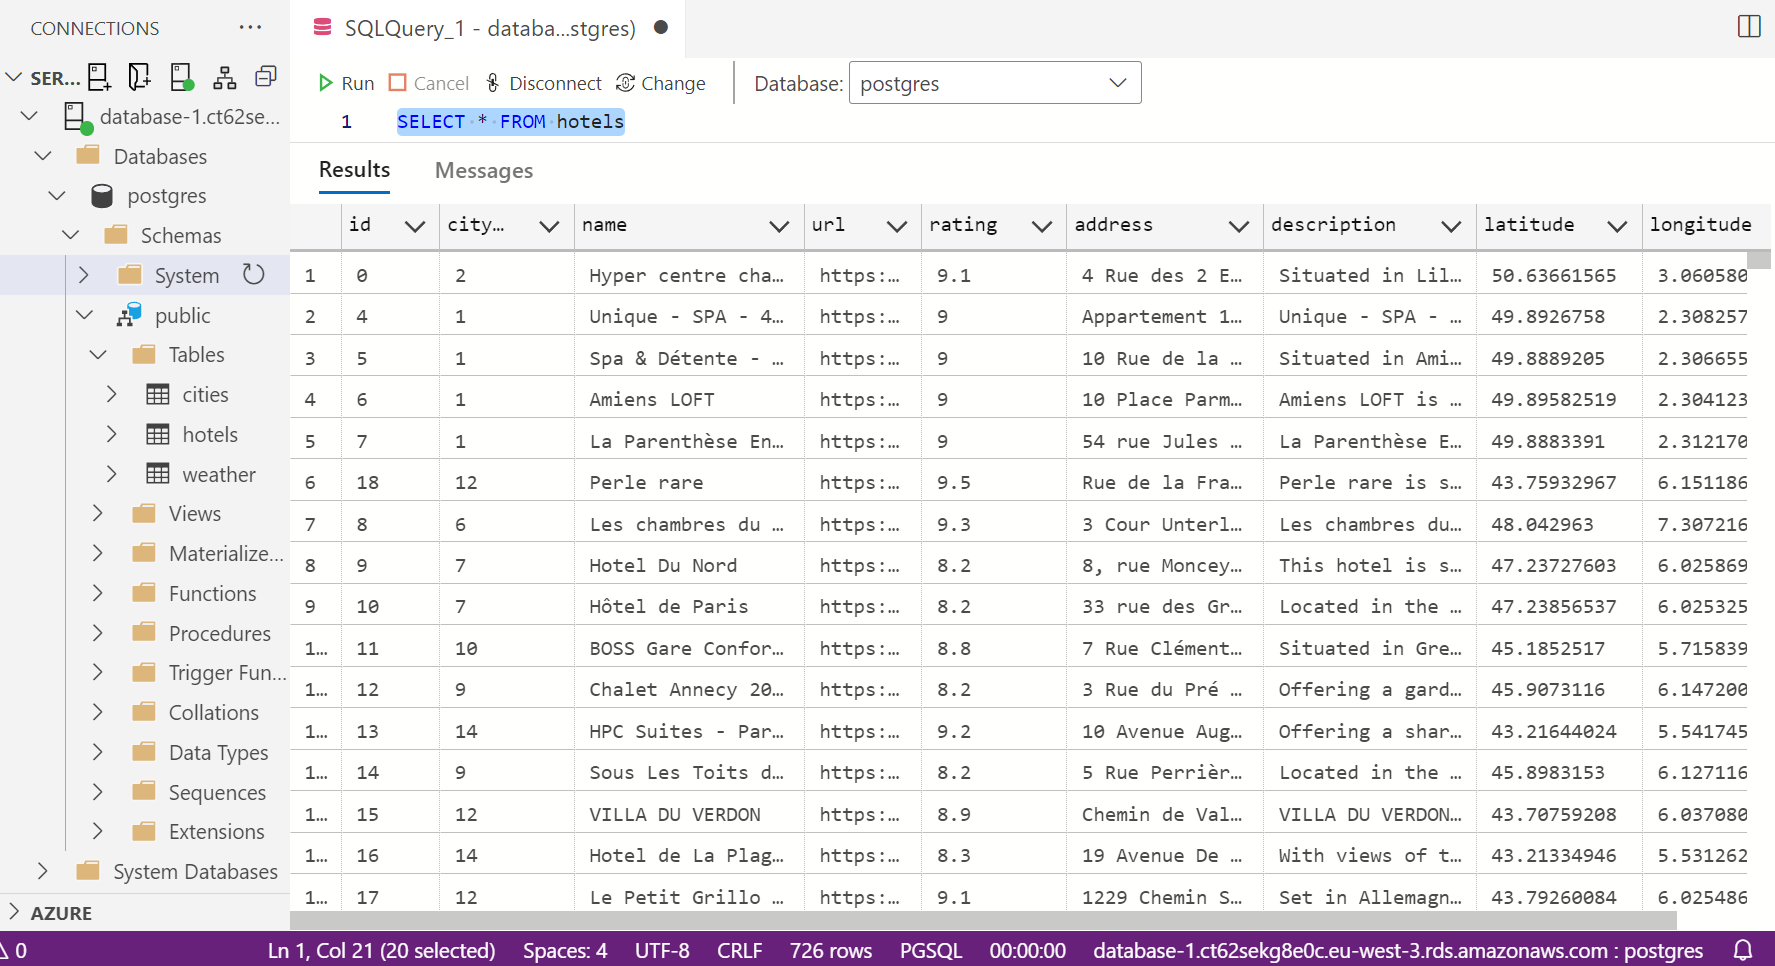 CONNECTIONS ...
SER...
database-1.ct62se...
Databases
postgres
Schemas
System
public
Tables
cities
hotels
weather
Views
Materialize...
Functions
Procedures
Trigger Fun...
Collations
Data Types
Sequences
Extensions
System Databases
AZURE
SQLQuery_1 - databa...stgres)
Run Cancel Disconnect Change Database: postgres
1 SELECT * FROM hotels
Results Messages
id city... name url rating address description latitude longitude
1 0 2 Hyper centre cha... https:... 9.1 4 Rue des 2 E... Situated in Lil... 50.63661565 3.060580
2 4 1 Unique - SPA - 4... https:... 9 Appartement 1... Unique - SPA - ... 49.8926758 2.308257
3 5 1 Spa & Détente - ... https:... 9 10 Rue de la ... Situated in Ami... 49.8889205 2.306655
4 6 1 Amiens LOFT https:... 9 10 Place Parm... Amiens LOFT is ... 49.89582519 2.304123
5 7 1 La Parenthèse En... https:... 9 54 rue Jules ... La Parenthèse E... 49.8883391 2.312170
6 18 12 Perle rare https:... 9.5 Rue de la Fra... Perle rare is s... 43.75932967 6.151186
7 8 6 Les chambres du ... https:... 9.3 3 Cour Unterl... Les chambres du... 48.042963 7.307216
8 9 7 Hotel Du Nord https:... 8.2 8, rue Moncey... This hotel is s... 47.23727603 6.025869
9 10 7 Hôtel de Paris https:... 8.2 33 rue des Gr... Located in the ... 47.23856537 6.025325
1... 11 10 BOSS Gare Confor... https:... 8.8 7 Rue Clément... Situated in Gre... 45.1852517 5.715839
1... 12 9 Chalet Annecy 20... https:... 8.2 3 Rue du Pré ... Offering a gard... 45.9073116 6.147200
1... 13 14 HPC Suites - Par... https:... 9.2 10 Avenue Aug... Offering a shar... 43.21644024 5.541745
1... 14 9 Sous Les Toits d... https:... 8.2 5 Rue Perrièr... Located in the ... 45.8983153 6.127116
1... 15 12 VILLA DU VERDON https:... 8.9 Chemin de Val... VILLA DU VERDON... 43.70759208 6.037080
1... 16 14 Hotel de La Plag... https:... 8.3 19 Avenue De ... With views of t... 43.21334946 5.531262
1... 17 12 Le Petit Grillo ... https:... 9.1 1229 Chemin S... Set in Allemagn... 43.79260084 6.025486
0 Ln 1, Col 21 (20 selected) Spaces: 4 UTF-8 CRLF 726 rows PGSQL 00:00:00 database-1.ct62sekg8e0c.eu-west-3.rds.amazonaws.com : postgres